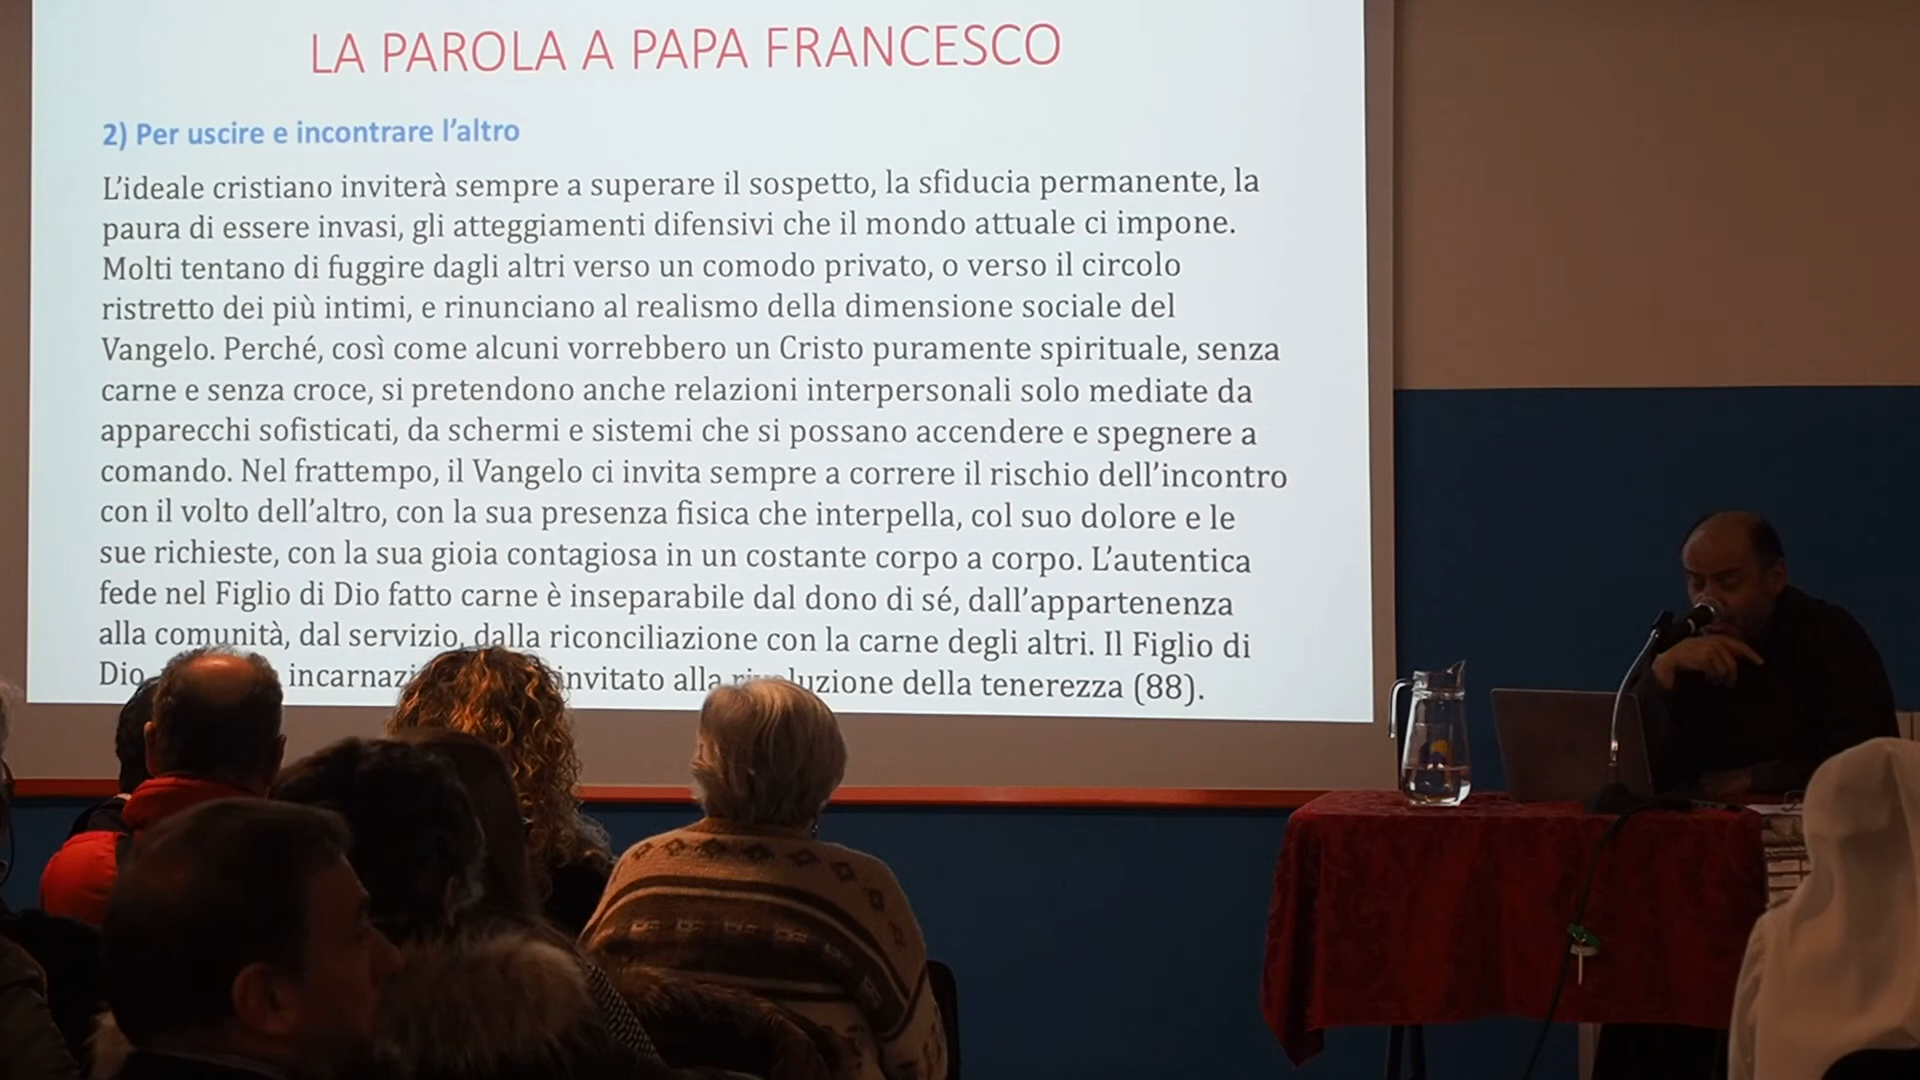 LA PAROLA A PAPA FRANCESCO
2) Per uscire e incontrare l'altro
L'ideale cristiano inviterà sempre a superare il sospetto, la sfiducia permanente, la
paura di essere invasi, gli atteggiamenti difensivi che il mondo attuale ci impone.
Molti tentano di fuggire dagli altri verso un comodo privato, o verso il circolo
ristretto dei più intimi, e rinunciano al realismo della dimensione sociale del
Vangelo. Perché, così come alcuni vorrebbero un Cristo puramente spirituale, senza
carne e senza croce, si pretendono anche relazioni interpersonali solo mediate da
apparecchi sofisticati, da schermi e sistemi che si possano accendere e spegnere a
comando. Nel frattempo, il Vangelo ci invita sempre a correre il rischio dell'incontro
con il volto dell'altro, con la sua presenza fisica che interpella, col suo dolore e le
sue richieste, con la sua gioia contagiosa in un costante corpo a corpo. L'autentica
fede nel Figlio di Dio fatto carne è inseparabile dal dono di sé, dall'appartenenza
alla comunità, dal servizio, dalla riconciliazione con la carne degli altri. Il Figlio di
Dio incarnazi invitato alla rivoluzione della tenerezza (88).